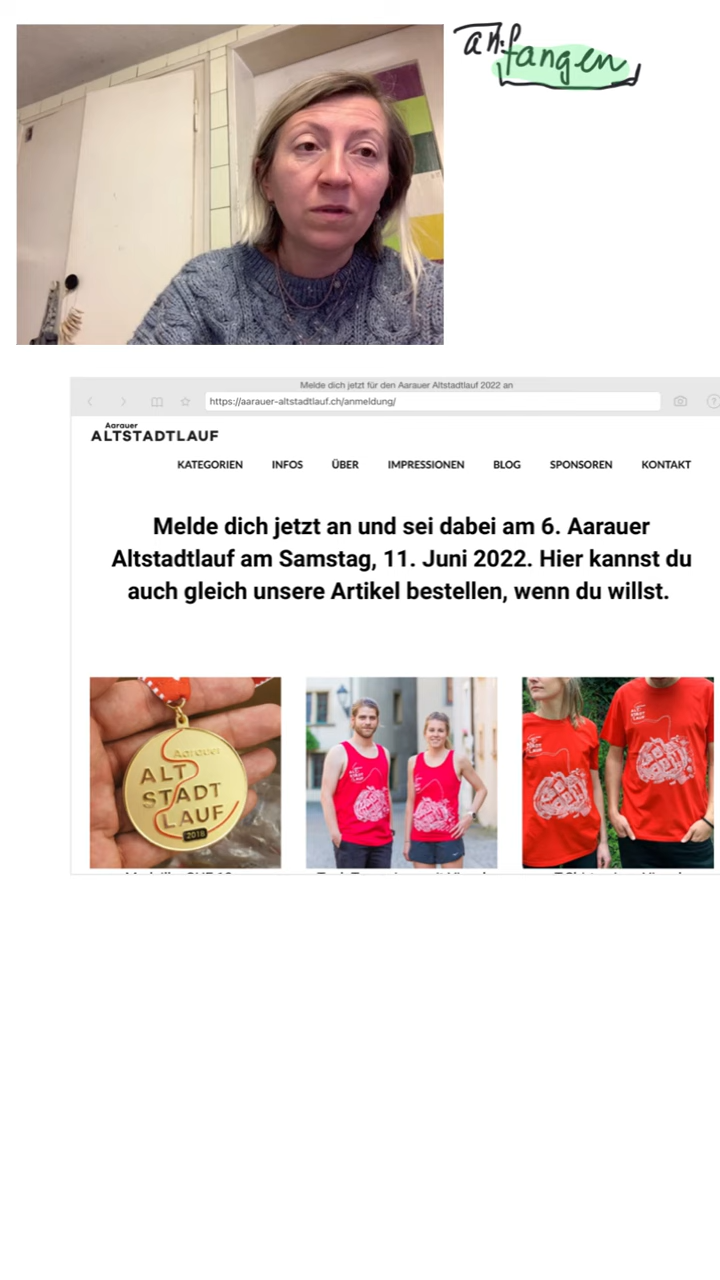 an.fangen
Melde dich jetzt für den Aarauer Altstadtlauf 2022 an
https://aarauer-altstadtlauf.ch/anmeldung/
Aarauer
ALTSTADTLAUF
KATEGORIEN INFOS ÜBER IMPRESSIONEN BLOG SPONSOREN KONTAKT
Melde dich jetzt an und sei dabei am 6. Aarauer
Altstadtlauf am Samstag, 11. Juni 2022. Hier kannst du
auch gleich unsere Artikel bestellen, wenn du willst.
Aarauer
ALT
STADT
LAUF
2018
ALT
STADT
LAUF